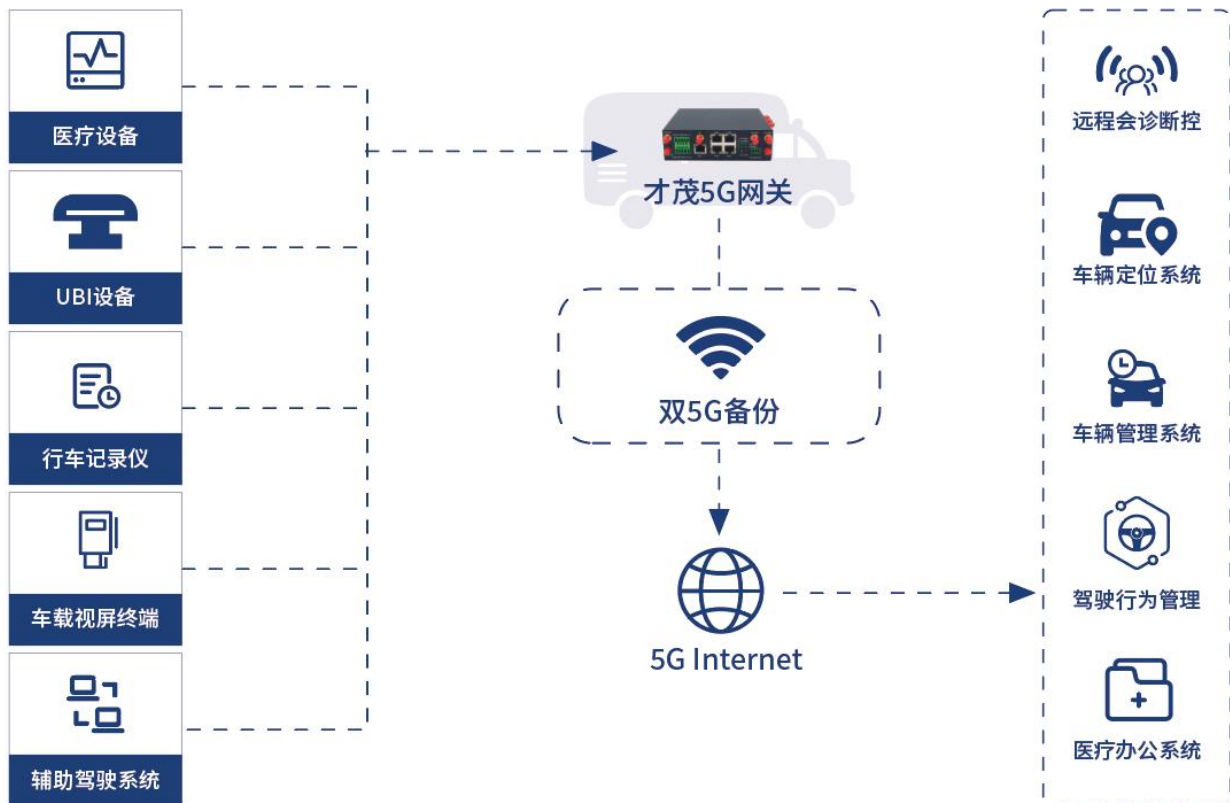 医疗设备
UBI设备
行车记录仪
车载视屏终端
辅助驾驶系统
才茂5G网关
双5G备份
5G Internet
远程会诊断控
车辆定位系统
车辆管理系统
驾驶行为管理
医疗办公系统